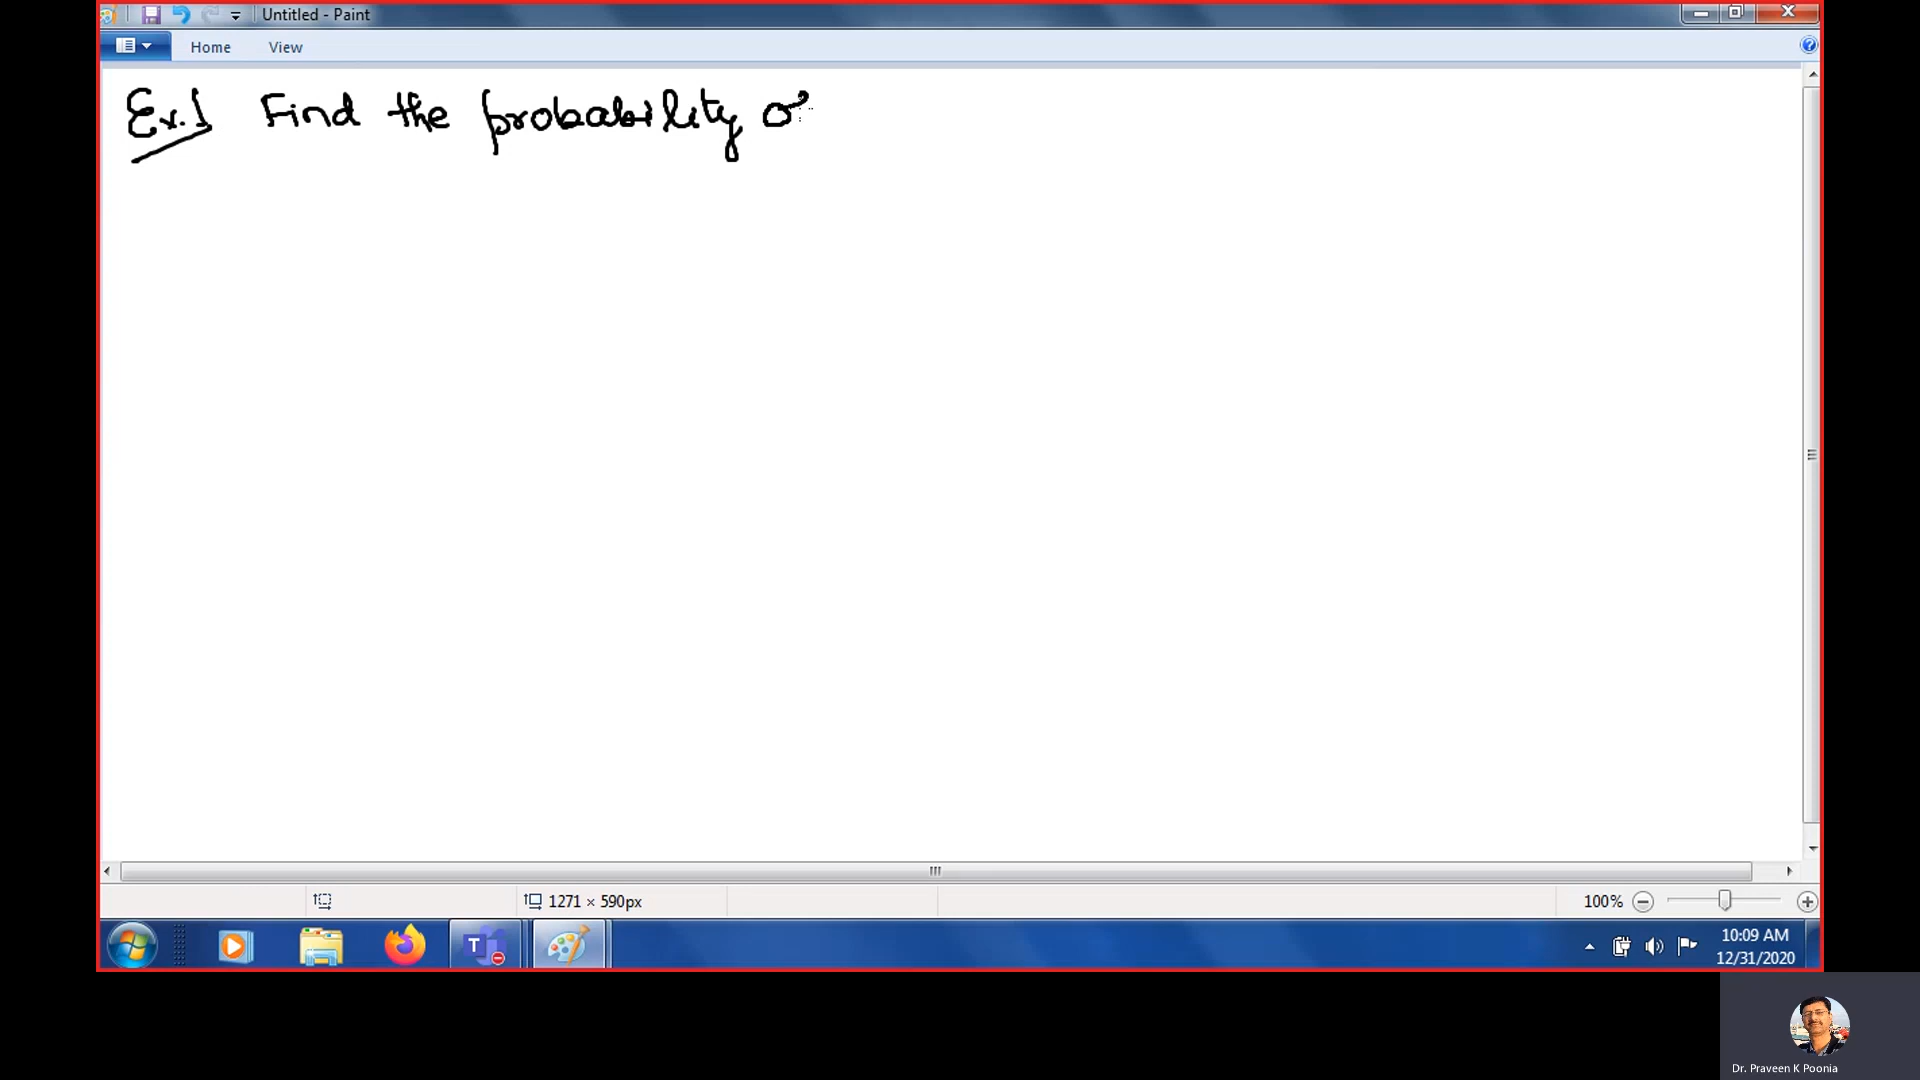 Untitled - Paint
Home View
Ex.1 Find the probability
1271 × 590px
100%
T
10:09 AM
12/31/2020
Dr. Praveen K Poonia